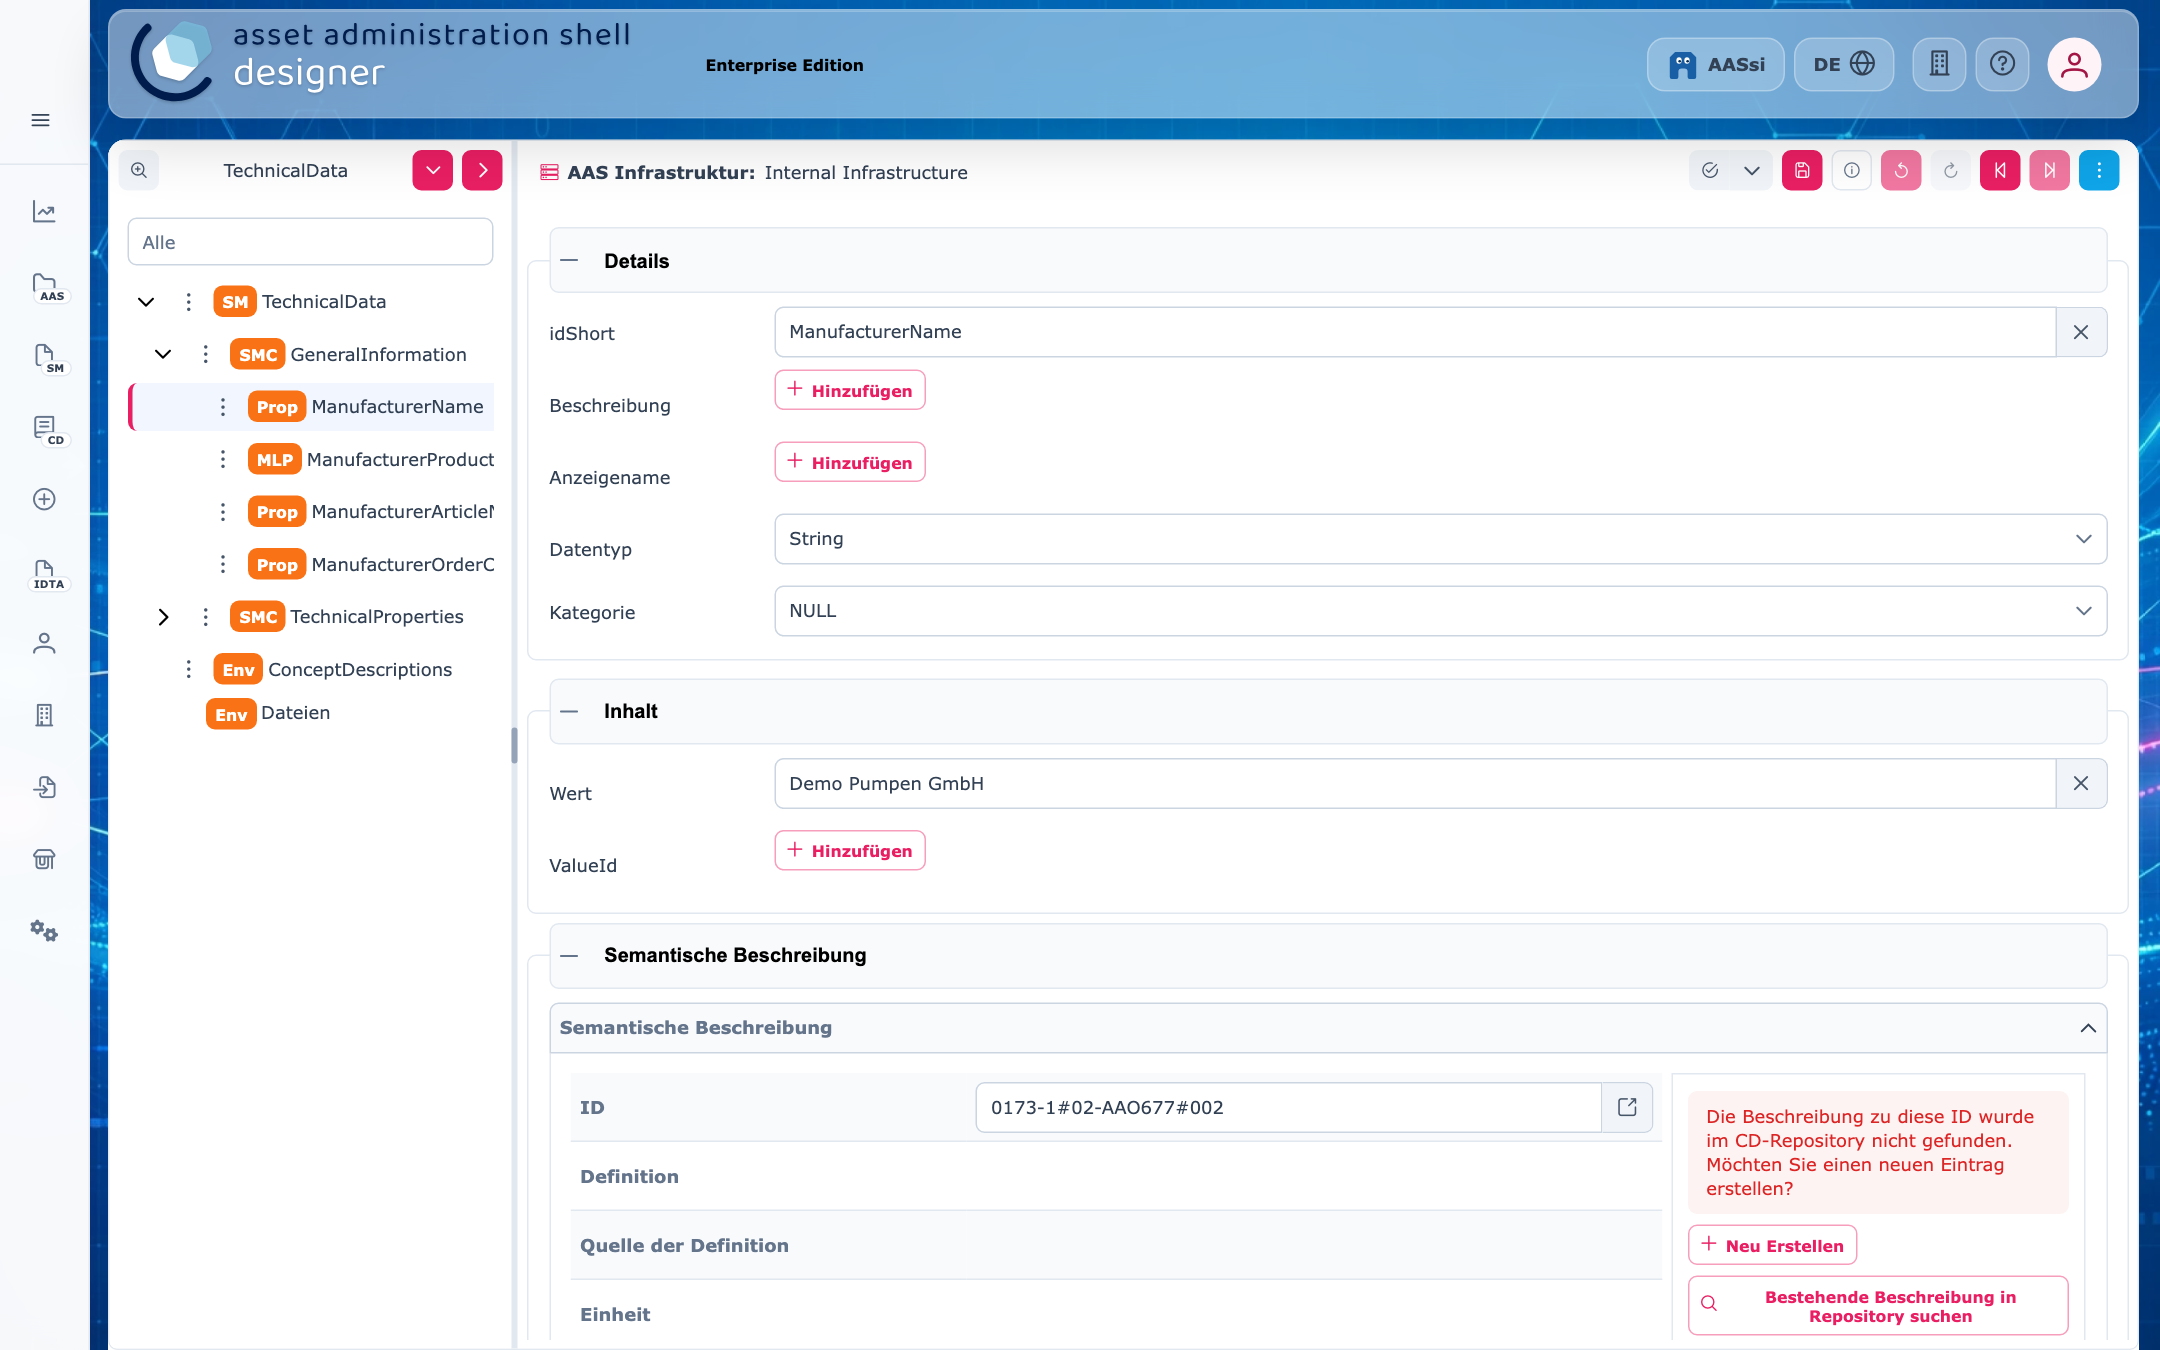 asset administration shell
designer
Enterprise Edition
AASsi
DE
TechnicalData
AAS Infrastruktur: Internal Infrastructure
Alle
AAS
SM
CD
IDTA
SM TechnicalData
SMC GeneralInformation
Prop ManufacturerName
MLP ManufacturerProduct
Prop ManufacturerArticleN
Prop ManufacturerOrderC
SMC TechnicalProperties
Env ConceptDescriptions
Env Dateien
Details
idShort ManufacturerName
Beschreibung Hinzufügen
Anzeigename Hinzufügen
Datentyp String
Kategorie NULL
Inhalt
Wert Demo Pumpen GmbH
ValueId Hinzufügen
Semantische Beschreibung
Semantische Beschreibung
ID 0173-1#02-AAO677#002
Definition
Quelle der Definition
Einheit
Die Beschreibung zu diese ID wurde
im CD-Repository nicht gefunden.
Möchten Sie einen neuen Eintrag
erstellen?
Neu Erstellen
Bestehende Beschreibung in
Repository suchen